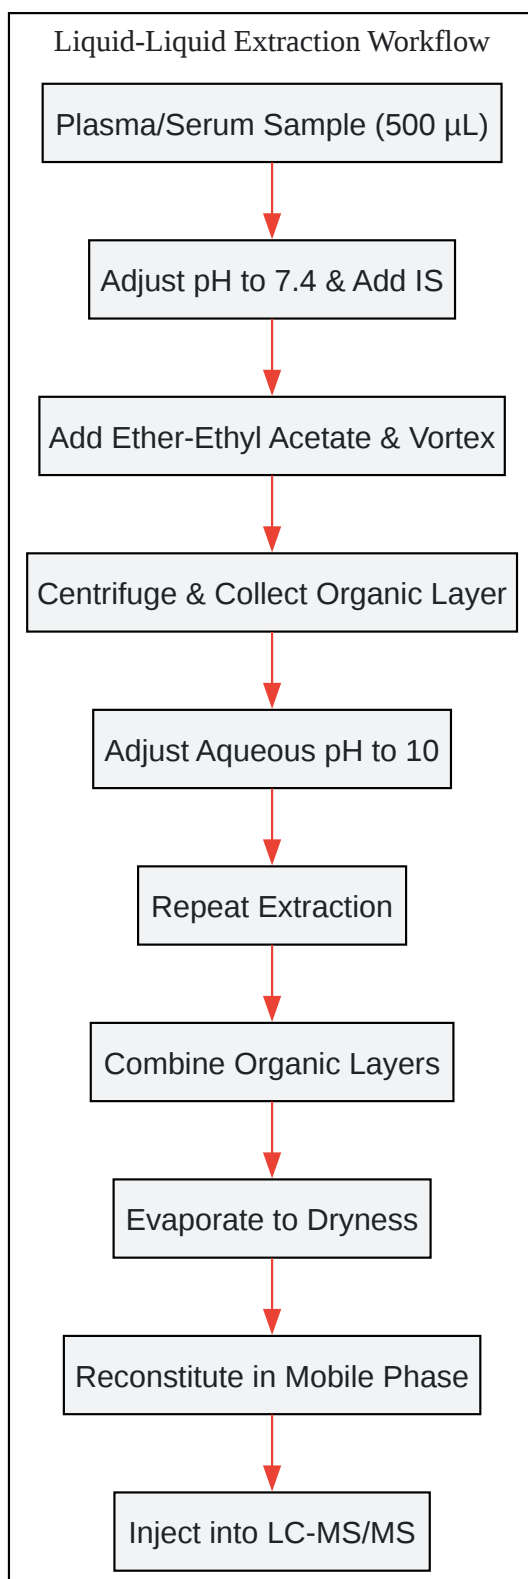 Liquid-Liquid Extraction Workflow
Plasma/Serum Sample (500 µL)
Adjust pH to 7.4 & Add IS
Add Ether-Ethyl Acetate & Vortex
Centrifuge & Collect Organic Layer
Adjust Aqueous pH to 10
Repeat Extraction
Combine Organic Layers
Evaporate to Dryness
Reconstitute in Mobile Phase
Inject into LC-MS/MS